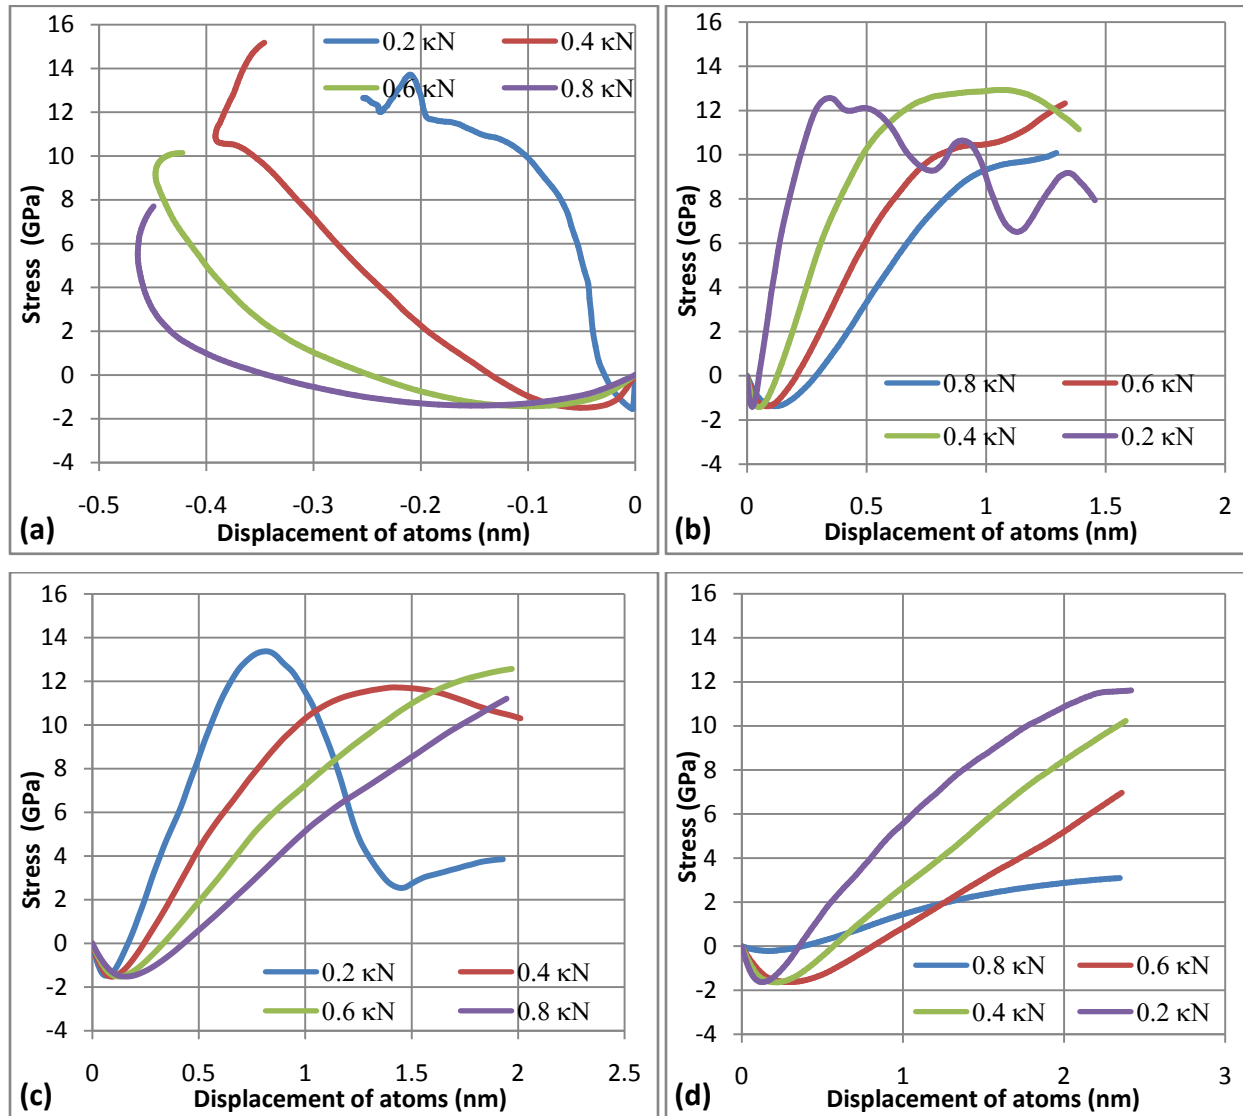 16
14
12
10
8
6
4
2
0
-2
-4
Stress (GPa)
0.2 κN 0.4 κN
0.6 κN 0.8 κN
-0.5 -0.4 -0.3 -0.2 -0.1 0
(a) Displacement of atoms (nm)
16
14
12
10
8
6
4
2
0
-2
-4
Stress (GPa)
0.8 κN 0.6 κN
0.4 κN 0.2 κN
0 0.5 1 1.5 2
(b) Displacement of atoms (nm)
16
14
12
10
8
6
4
2
0
-2
-4
Stress (GPa)
0.2 κN 0.4 κN
0.6 κN 0.8 κN
0 0.5 1 1.5 2 2.5
(c) Displacement of atoms (nm)
16
14
12
10
8
6
4
2
0
-2
-4
Stress (GPa)
0.8 κN 0.6 κN
0.4 κN 0.2 κN
0 1 2 3
(d) Displacement of atoms (nm)